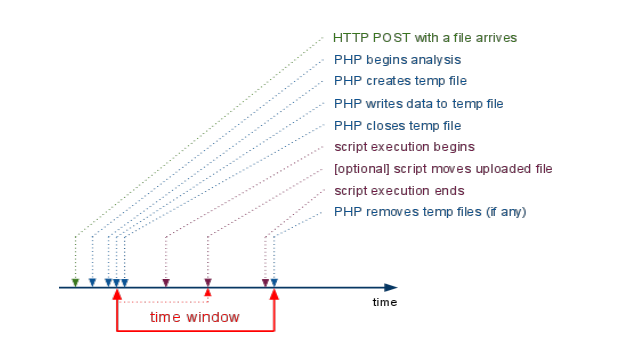 HTTP POST with a file arrives
PHP begins analysis
PHP creates temp file
PHP writes data to temp file
PHP closes temp file
script execution begins
[optional] script moves uploaded file
script execution ends
PHP removes temp files (if any)
time
time window